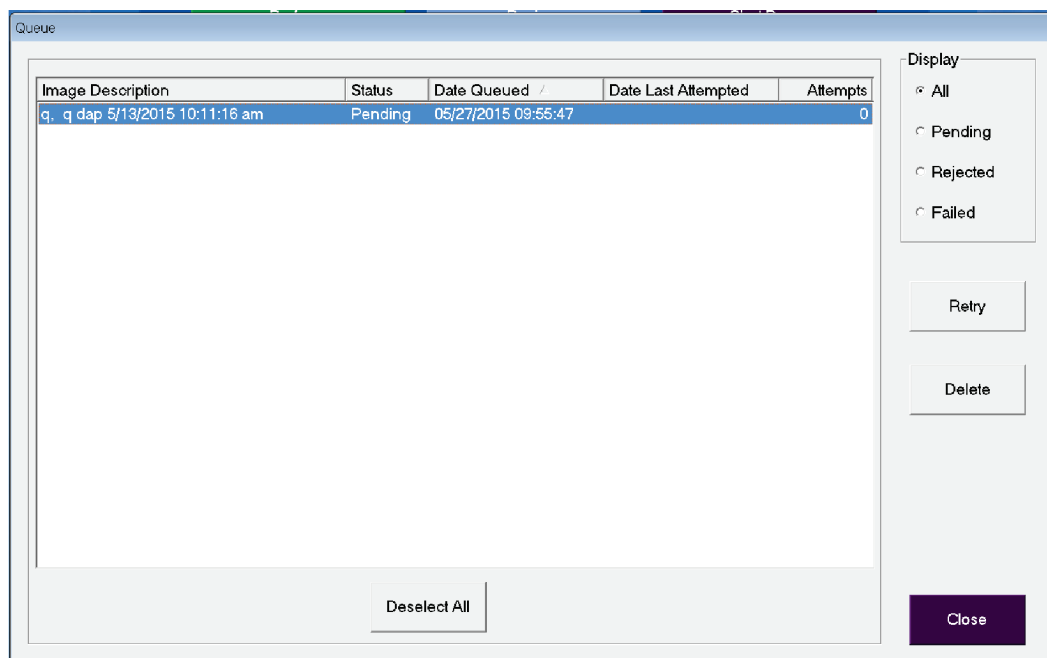 Queue
Image Description Status Date Queued Date Last Attempted Attempts
q, q dap 5/13/2015 10:11:16 am Pending 05/27/2015 09:55:47 0
Deselect All
Display
All
Pending
Rejected
Failed
Retry
Delete
Close